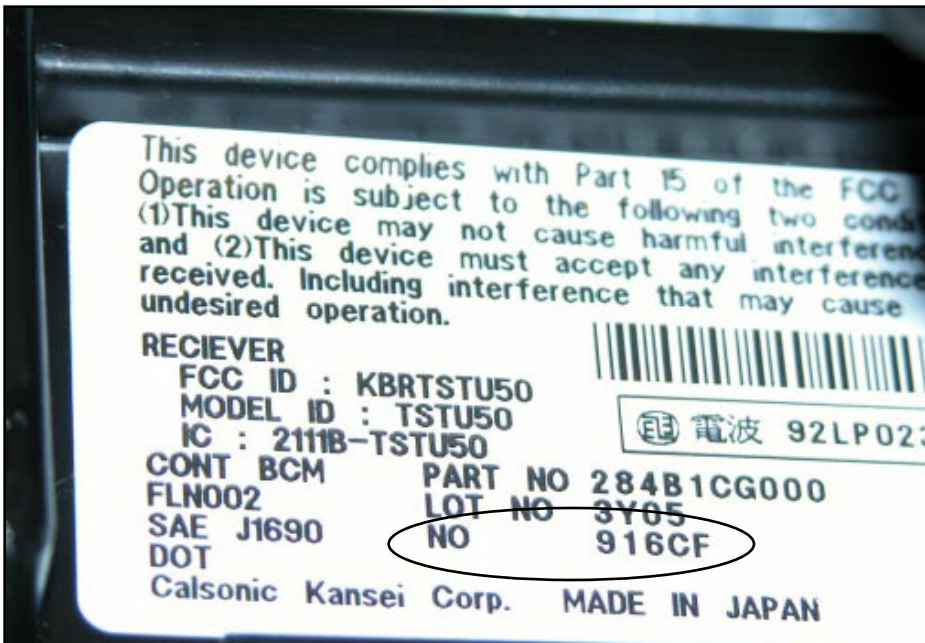 This device complies with Part 15 of the FCC
Operation is subject to the following two
(1)This device may not cause harmful
and (2)This device must accept any interference
received. Including interference that may cause
undesired operation.
RECIEVER
FCC ID : KBRTSTU50
MODEL ID : TSTU50
IC : 2111B-TSTU50
電波 92LP023
CONT BCM PART NO 284B1CG000
FLN002 LOT NO 3Y05
SAE J1690 NO 916CF
DOT
Calsonic Kansei Corp. MADE IN JAPAN